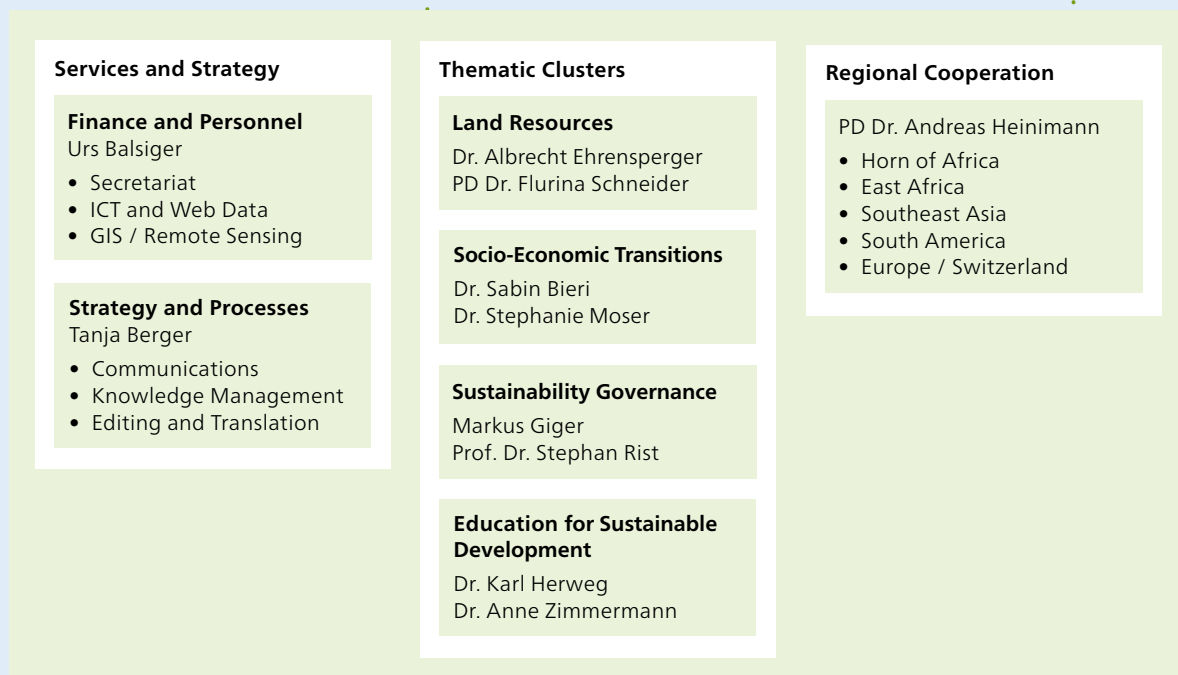 Services and Strategy
Finance and Personnel
Urs Balsiger
• Secretariat
• ICT and Web Data
• GIS / Remote Sensing
Strategy and Processes
Tanja Berger
• Communications
• Knowledge Management
• Editing and Translation
Thematic Clusters
Land Resources
Dr. Albrecht Ehrensperger
PD Dr. Flurina Schneider
Socio-Economic Transitions
Dr. Sabin Bieri
Dr. Stephanie Moser
Sustainability Governance
Markus Giger
Prof. Dr. Stephan Rist
Education for Sustainable
Development
Dr. Karl Herweg
Dr. Anne Zimmermann
Regional Cooperation
PD Dr. Andreas Heinimann
• Horn of Africa
• East Africa
• Southeast Asia
• South America
• Europe / Switzerland